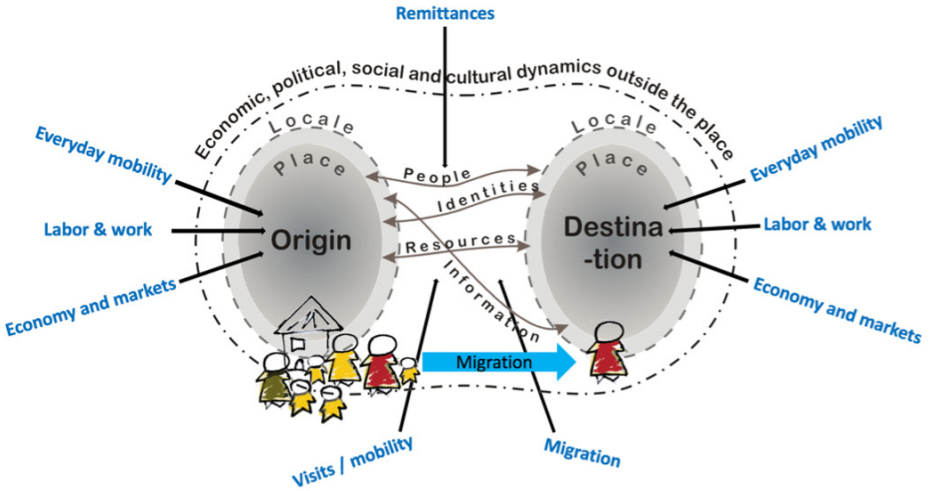 Remittances
Economic, political, social and cultural dynamics outside the place
Locale
Place
Locale
Place
Everyday mobility
Labor & work
Economy and markets
Origin
People
Identities
Resources
Information
Destina
-tion
Everyday mobility
Labor & work
Economy and markets
Migration
Visits / mobility
Migration